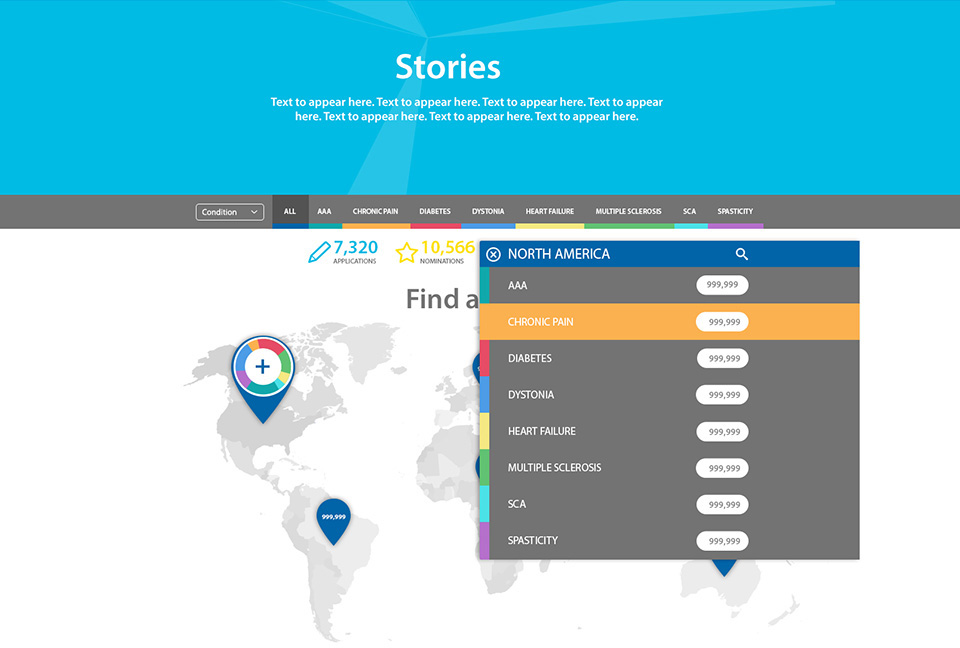 Stories
Text to appear here. Text to appear here. Text to appear here. Text to appear
here. Text to appear here. Text to appear here. Text to appear here.
Condition
ALL
AAA
CHRONIC PAIN
DIABETES
DYSTONIA
HEART FAILURE
MULTIPLE SCLEROSIS
SCA
SPASTICITY
7,320
APPLICATIONS
10,566
NOMINATIONS
Find a
NORTH AMERICA
AAA 999,999
CHRONIC PAIN 999,999
DIABETES 999,999
DYSTONIA 999,999
HEART FAILURE 999,999
MULTIPLE SCLEROSIS 999,999
SCA 999,999
SPASTICITY 999,999
999,999